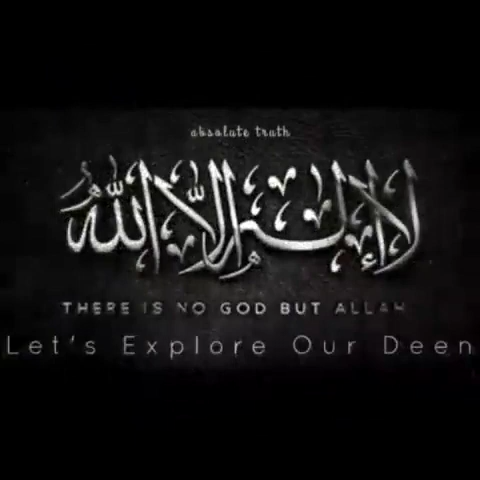 absolute truth
لا إله إلا الله
THERE IS NO GOD BUT ALLAH
Let's Explore Our Deen